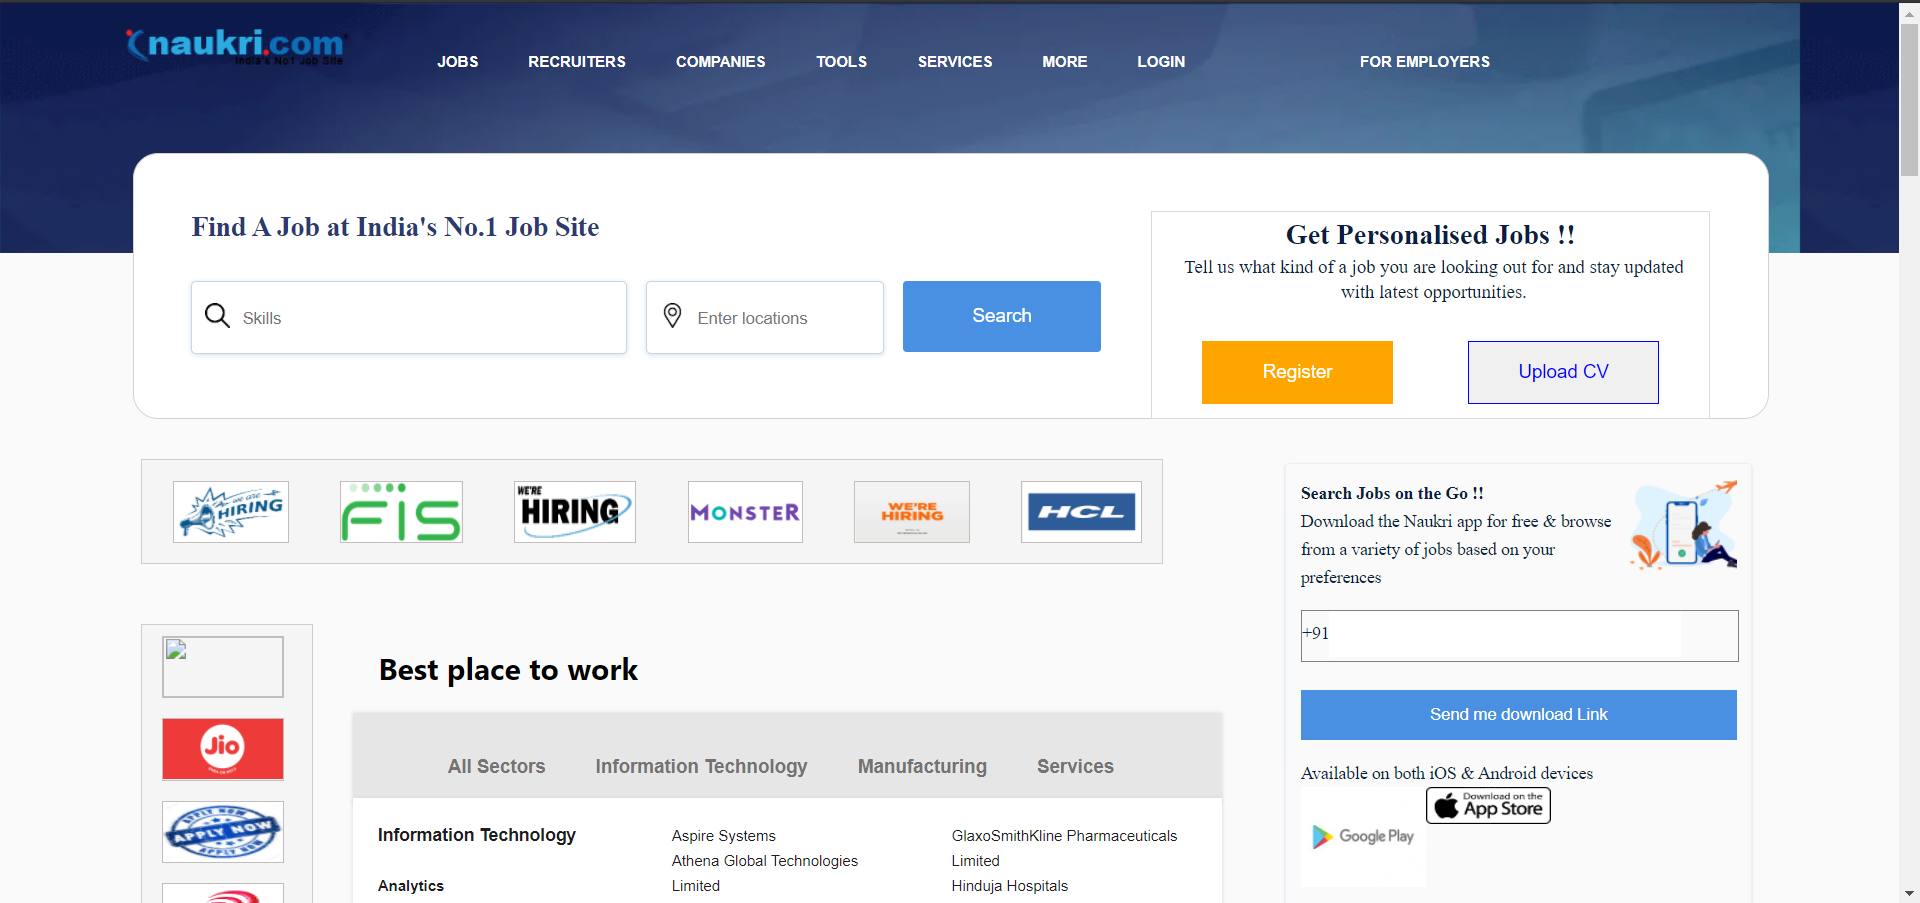 naukri.com
India's No1 Job Site
JOBS RECRUITERS COMPANIES TOOLS SERVICES MORE LOGIN FOR EMPLOYERS
Find A Job at India's No.1 Job Site
Skills
Enter locations
Search
Get Personalised Jobs !!
Tell us what kind of a job you are looking out for and stay updated
with latest opportunities.
Register
Upload CV
we are
HIRING
FIS
WE'RE
HIRING
MONSTER
WE'RE
HIRING
HCL
Search Jobs on the Go !!
Download the Naukri app for free & browse
from a variety of jobs based on your
preferences
+91
Send me download Link
Available on both iOS & Android devices
Google Play
Download on the
App Store
Jio
APPLY NOW
APPLY NOW
APPLY NOW
Best place to work
All Sectors Information Technology Manufacturing Services
Information Technology
Analytics
Aspire Systems
Athena Global Technologies
Limited
GlaxoSmithKline Pharmaceuticals
Limited
Hinduja Hospitals